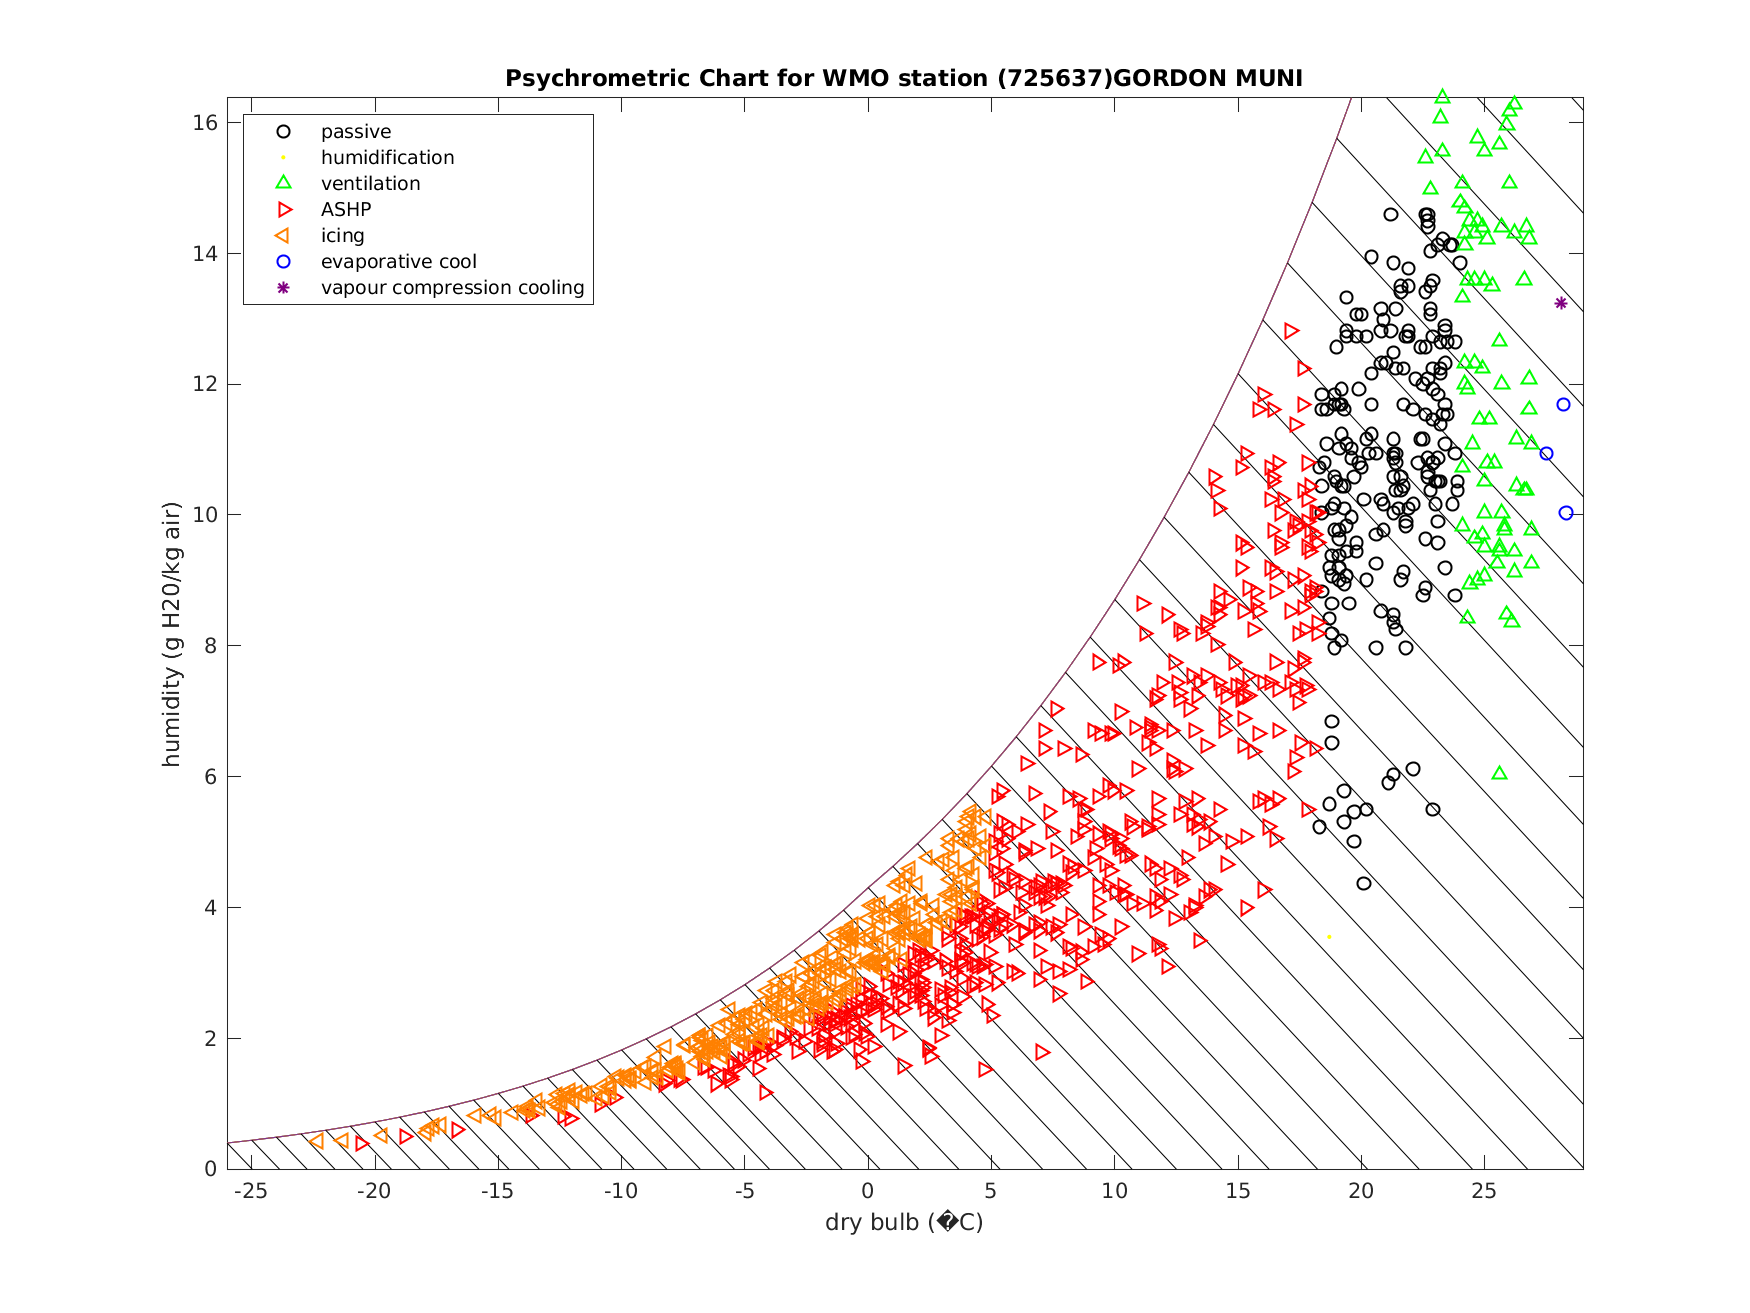 Psychrometric Chart for WMO station (725637)GORDON MUNI
passive
humidification
ventilation
ASHP
icing
evaporative cool
vapour compression cooling
humidity (g H20/kg air)
16
14
12
10
8
6
4
2
0
-25 -20 -15 -10 -5 0 5 10 15 20 25
dry bulb (�C)